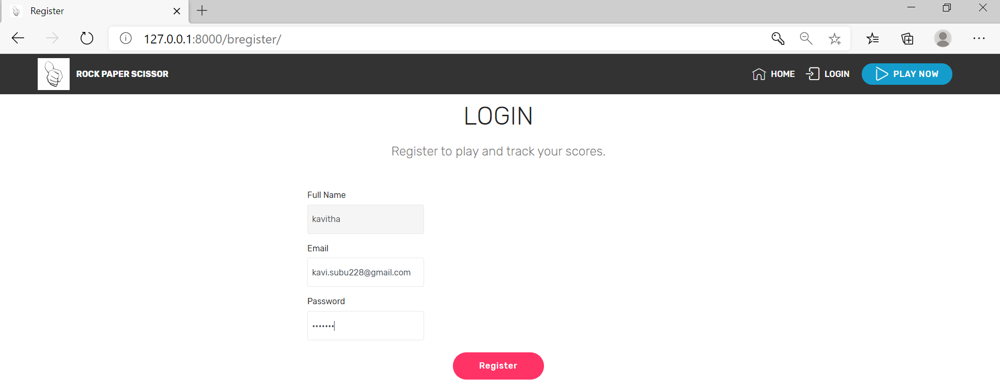 Register
127.0.0.1:8000/bregister/
ROCK PAPER SCISSOR
HOME
LOGIN
PLAY NOW
LOGIN
Register to play and track your scores.
Full Name
kavitha
Email
kavi.subu228@gmail.com
Password
•••••••
Register